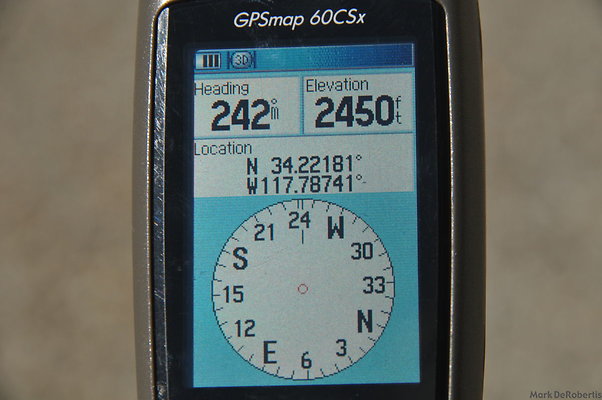 GPSmap 60CSx
3D
Heading
242°m
Elevation
2450ft
Location
N 34.22181°
W117.78741°
24
W
30
33
N
3
6
E
12
15
S
21
Mark DeRobertis